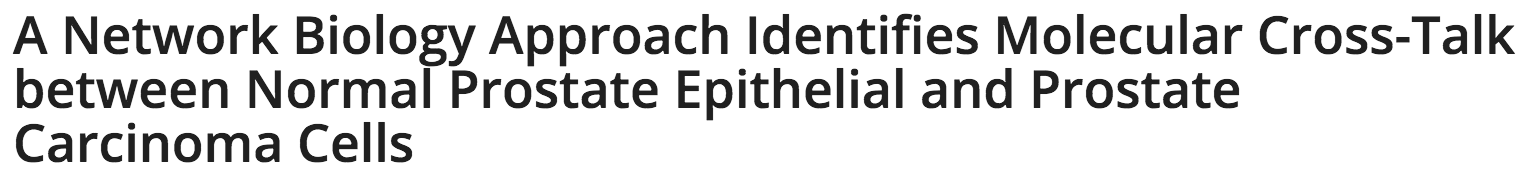 A Network Biology Approach Identifies Molecular Cross-Talk
between Normal Prostate Epithelial and Prostate
Carcinoma Cells